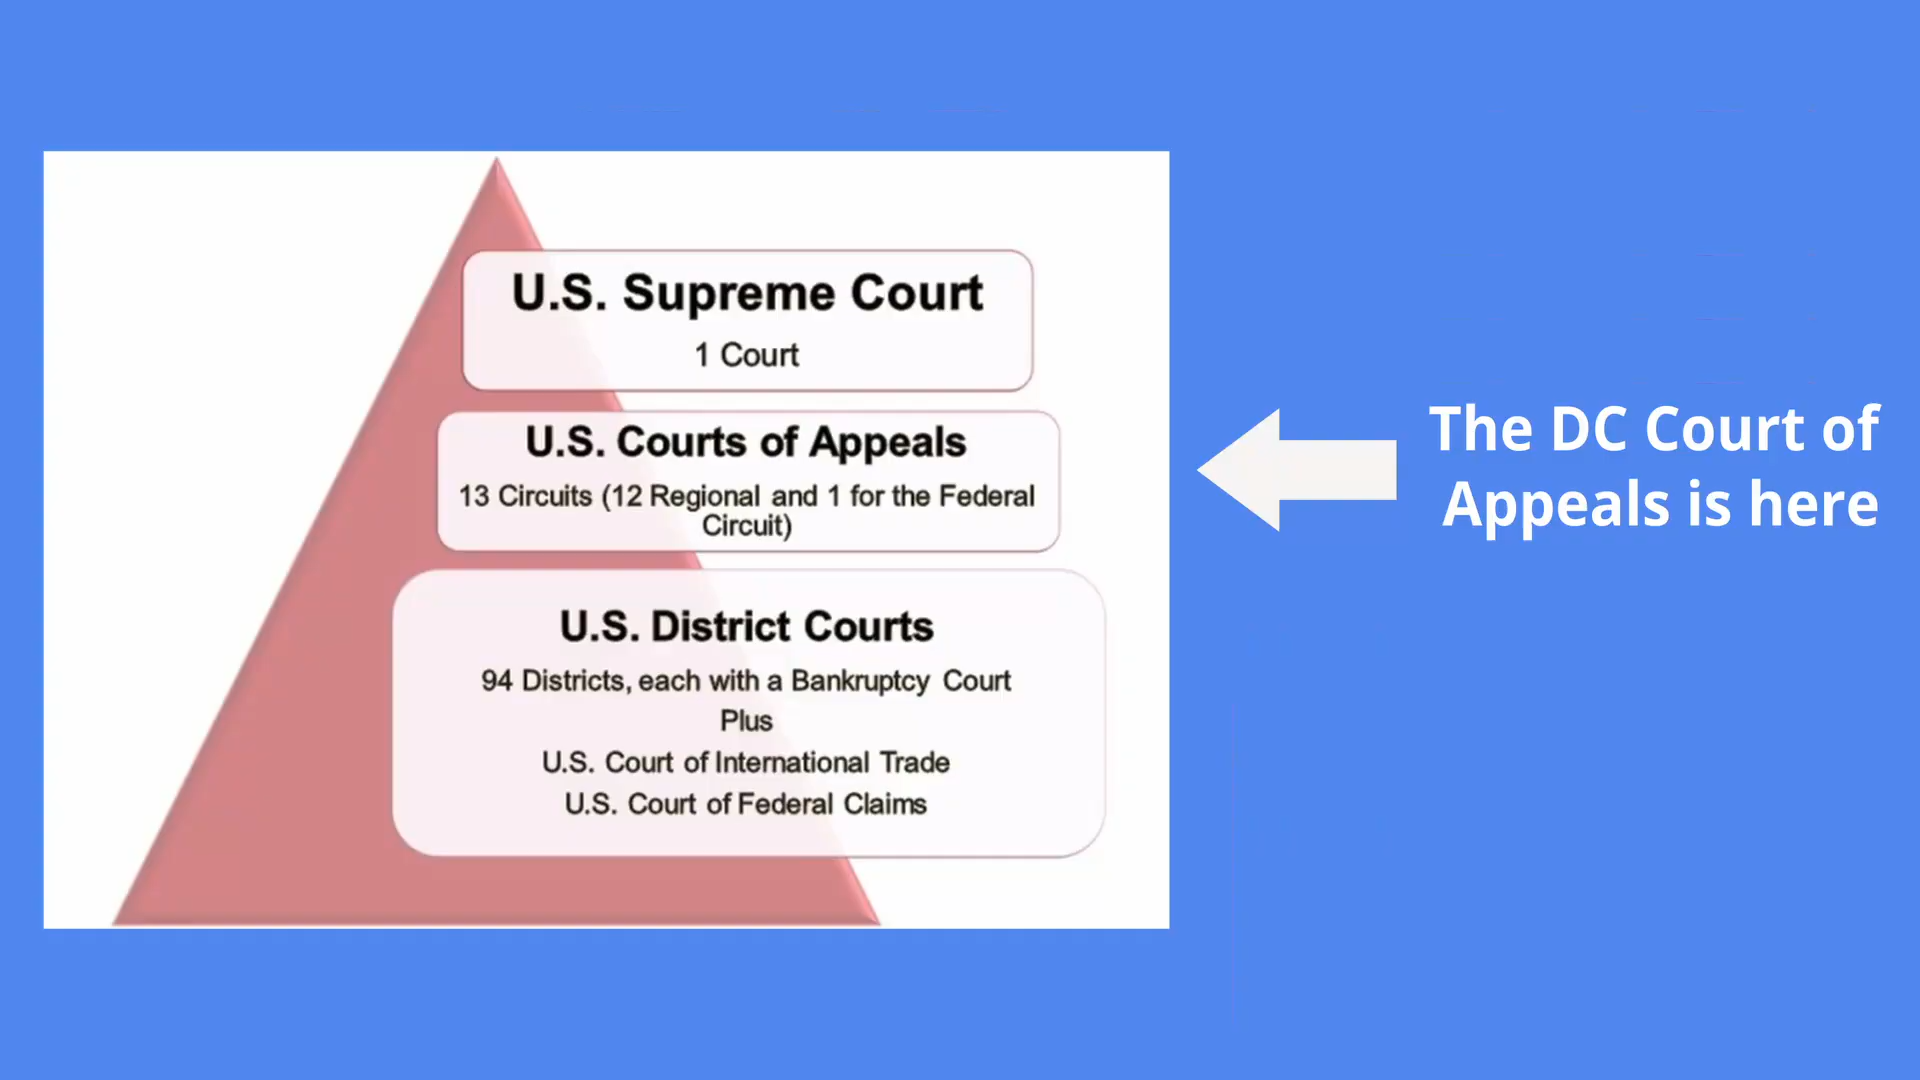 U.S. Supreme Court
1 Court
U.S. Courts of Appeals
13 Circuits (12 Regional and 1 for the Federal
Circuit)
U.S. District Courts
94 Districts, each with a Bankruptcy Court
Plus
U.S. Court of International Trade
U.S. Court of Federal Claims
The DC Court of
Appeals is here